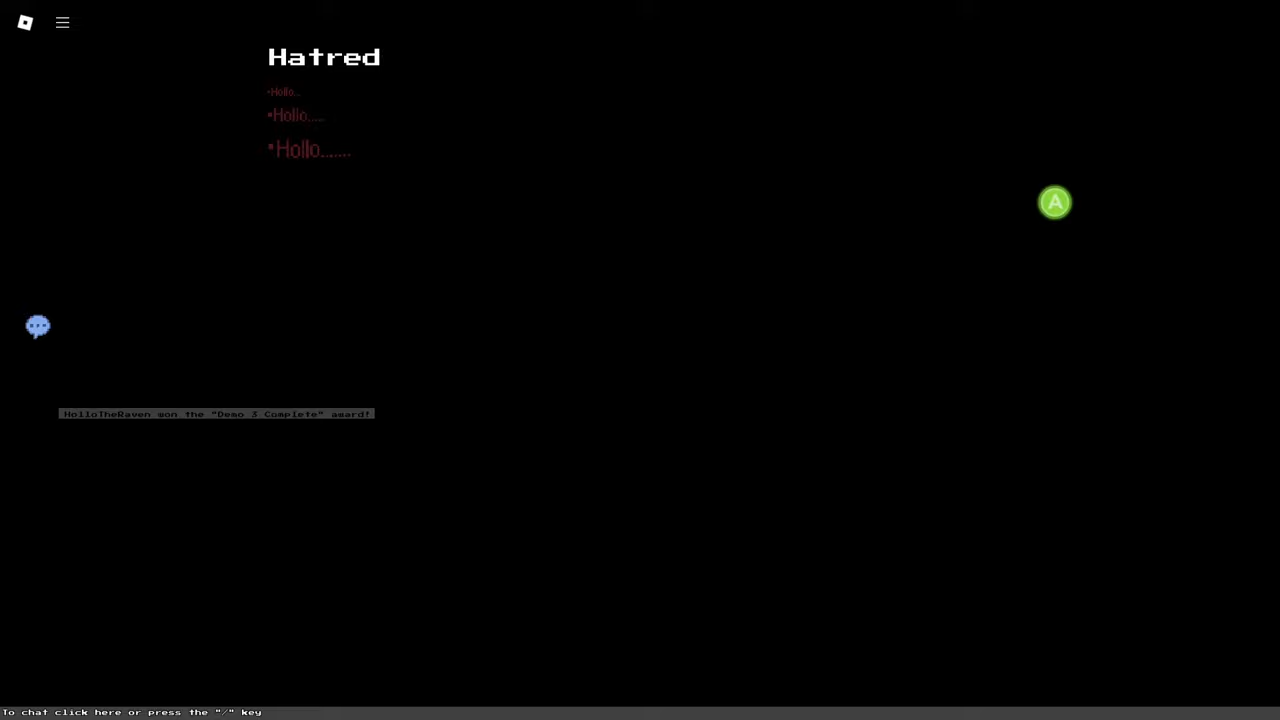 Hatred
•Hollo...
•Hollo.....
•Hollo.......
A
HolloTheRaven won the "Demo 3 Complete" award!
To chat click here or press the "/" key